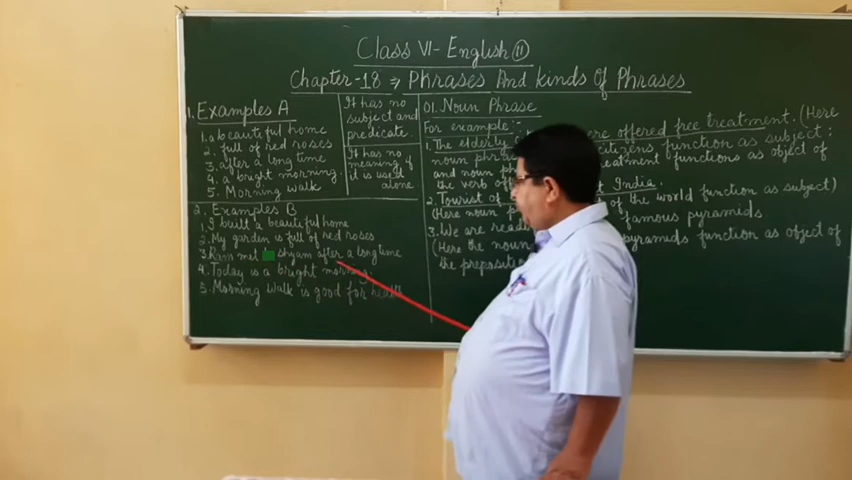 Class VI - English (11)
Chapter-18 ⇒ Phrases And Kinds Of Phrases
1. Examples A
1. a beautiful home
2. full of red roses
3. after a long time
4. a bright morning.
5. Morning walk
It has no
subject and
predicate.
It has no
meaning if
it is used
alone
2. Examples B
1. I built a beautiful home
2. My garden is full of red roses
3. Ram met shyam after a long time
4. Today is a bright morning.
5. Morning walk is good for health
01. Noun Phrase
For example:-
1. The elderly were offered free treatment. (Here
noun phrase citizens, function as subject;
and noun treatment functions as object of
the verb
2. Tourist of India.
(Here noun of the world function as subject)
3. We are famous pyramids
(Here the noun pyramids function as object of
the preposition